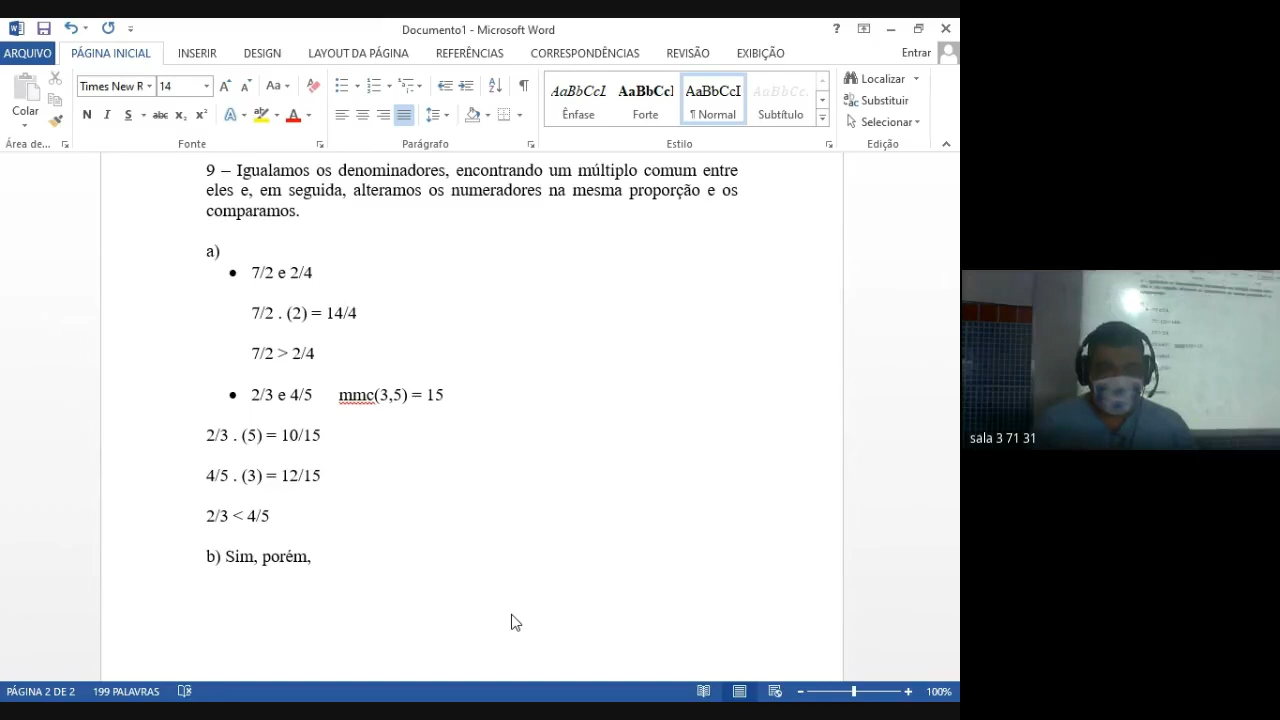 Documento1 - Microsoft Word
?
ARQUIVO PÁGINA INICIAL INSERIR DESIGN LAYOUT DA PÁGINA REFERÊNCIAS CORRESPONDÊNCIAS REVISÃO EXIBIÇÃO Entrar
Colar
Times New R 14 Aa
N I S abc x₂ x² A A
AaBbCcI AaBbCcI AaBbCcI AaBbCc.
Ênfase Forte ¶ Normal Subtítulo
Localizar
Substituir
Selecionar
Área de... Fonte Parágrafo Estilo Edição
9 – Igualamos os denominadores, encontrando um múltiplo comum entre
eles e, em seguida, alteramos os numeradores na mesma proporção e os
comparamos.
a)
• 7/2 e 2/4
7/2 . (2) = 14/4
7/2 > 2/4
• 2/3 e 4/5 mmc(3,5) = 15
2/3 . (5) = 10/15
4/5 . (3) = 12/15
2/3 < 4/5
b) Sim, porém,
sala 3 71 31
PÁGINA 2 DE 2 199 PALAVRAS 100%